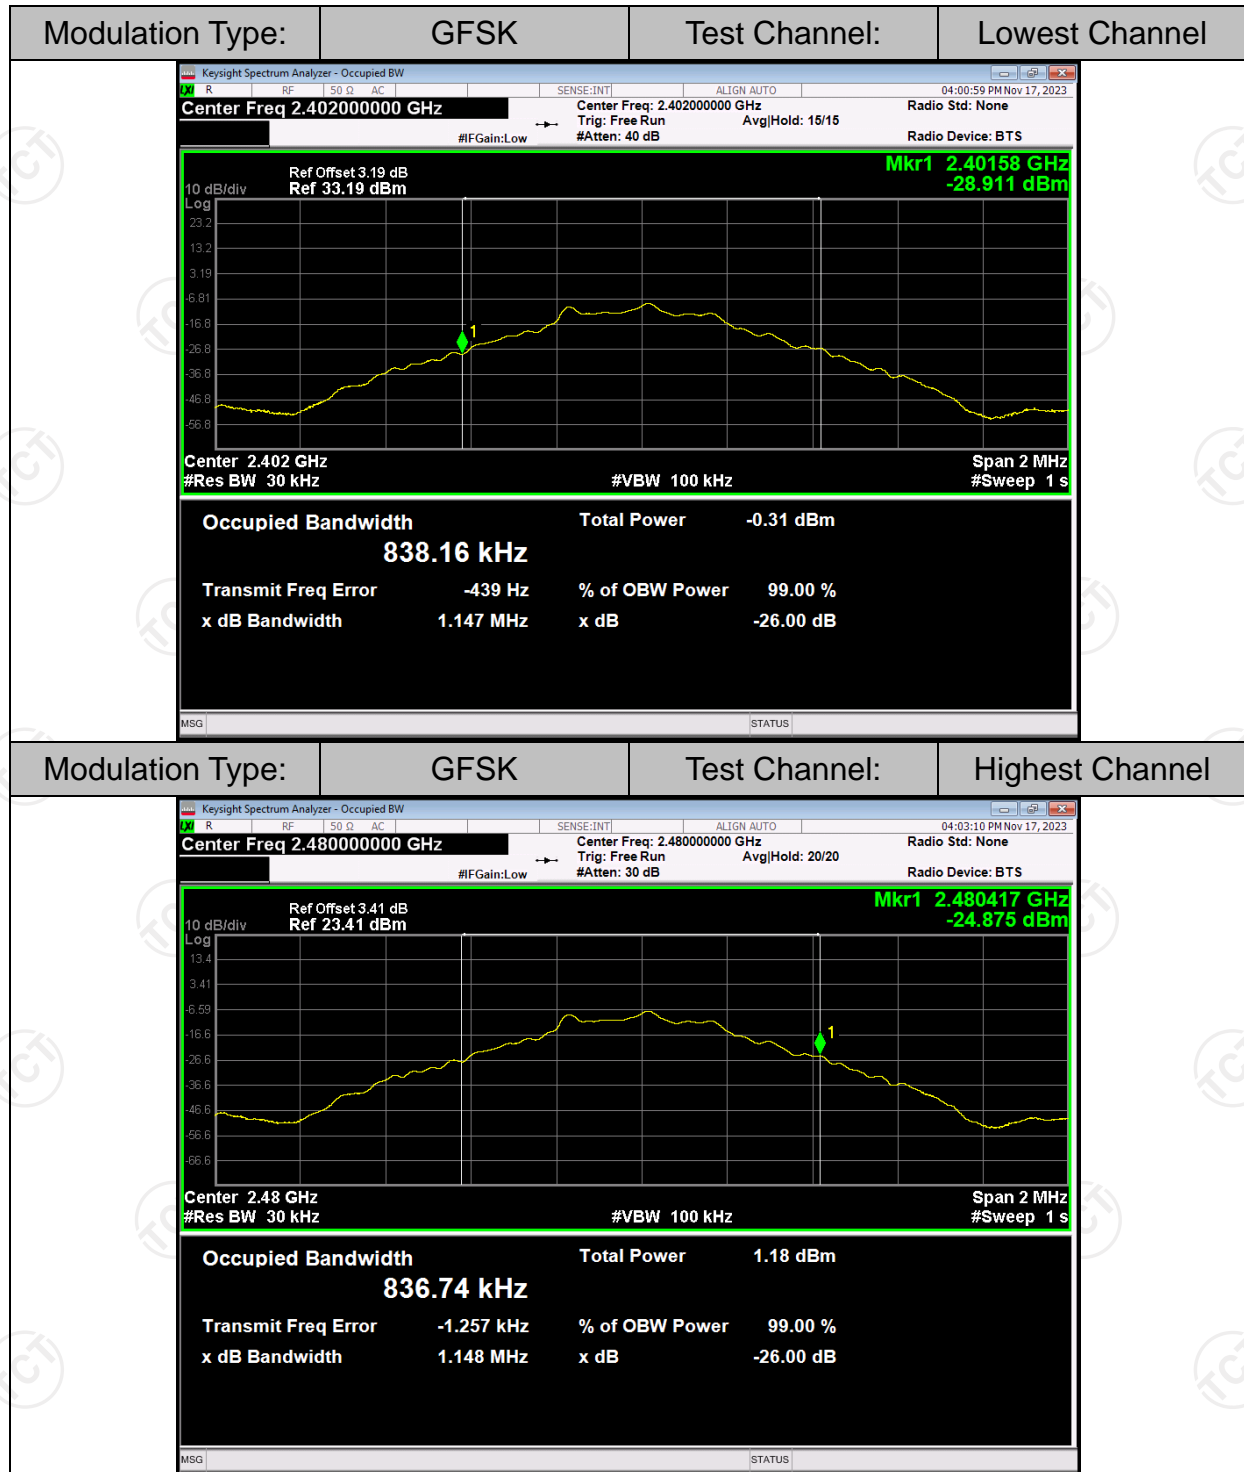 Modulation Type: GFSK Test Channel: Lowest Channel
Keysight Spectrum Analyzer - Occupied BW
LXI R RF 50 Ω AC SENSE:INT ALIGN AUTO 04:00:59 PM Nov 17, 2023
Center Freq 2.402000000 GHz Center Freq: 2.402000000 GHz Radio Std: None
Trig: Free Run Avg|Hold: 15/15
#IFGain:Low #Atten: 40 dB Radio Device: BTS
Mkr1 2.40158 GHz
Ref Offset 3.19 dB
-28.911 dBm
10 dB/div Ref 33.19 dBm
Log
23.2
13.2
3.19
-6.81
-16.8
1
-26.8
-36.8
-46.8
-56.8
Center 2.402 GHz Span 2 MHz
#Res BW 30 kHz #VBW 100 kHz #Sweep 1 s
Occupied Bandwidth Total Power -0.31 dBm
838.16 kHz
Transmit Freq Error -439 Hz % of OBW Power 99.00 %
x dB Bandwidth 1.147 MHz x dB -26.00 dB
MSG STATUS
Modulation Type: GFSK Test Channel: Highest Channel
Keysight Spectrum Analyzer - Occupied BW
LXI R RF 50 Ω AC SENSE:INT ALIGN AUTO 04:03:10 PM Nov 17, 2023
Center Freq 2.480000000 GHz Center Freq: 2.480000000 GHz Radio Std: None
Trig: Free Run Avg|Hold: 20/20
#IFGain:Low #Atten: 30 dB Radio Device: BTS
Mkr1 2.480417 GHz
Ref Offset 3.41 dB
-24.875 dBm
10 dB/div Ref 23.41 dBm
Log
13.4
3.41
-6.59
-16.6
1
-26.6
-36.6
-46.6
-56.6
-66.6
Center 2.48 GHz Span 2 MHz
#Res BW 30 kHz #VBW 100 kHz #Sweep 1 s
Occupied Bandwidth Total Power 1.18 dBm
836.74 kHz
Transmit Freq Error -1.257 kHz % of OBW Power 99.00 %
x dB Bandwidth 1.148 MHz x dB -26.00 dB
MSG STATUS
TCT